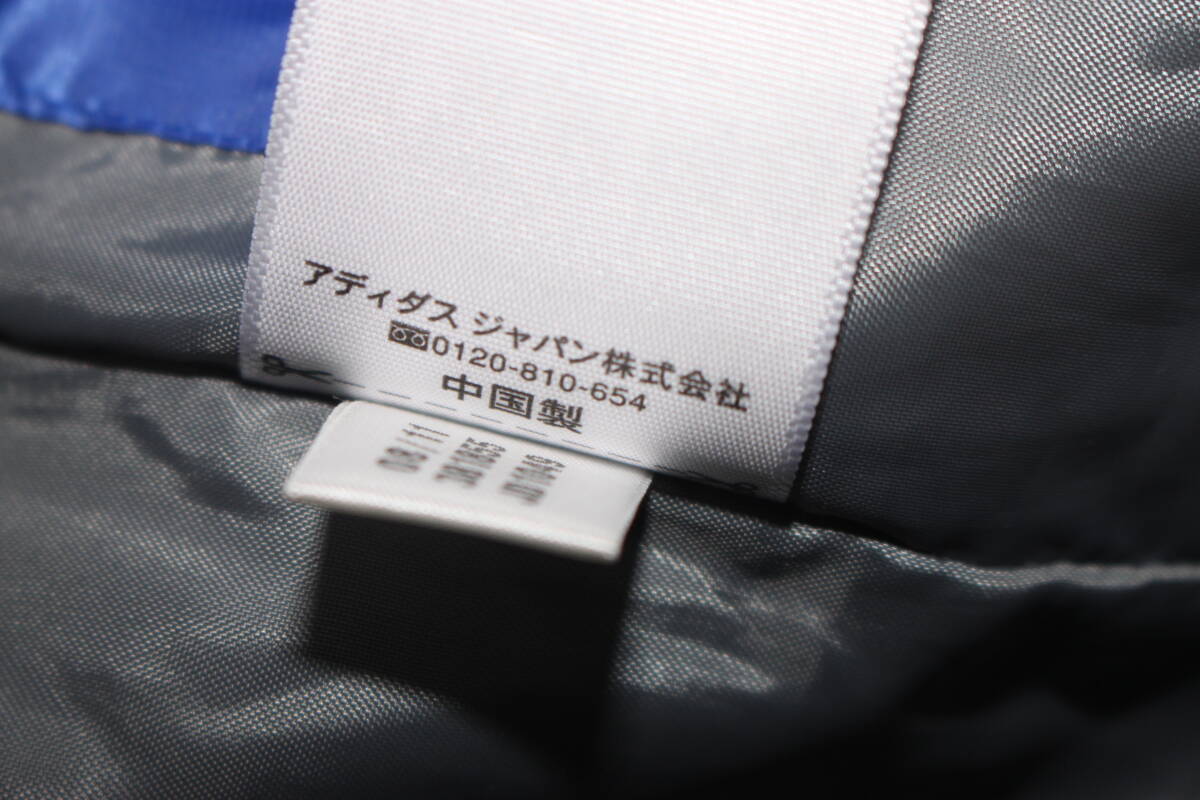 アディダス ジャパン株式会社
0120-810-654
中国製